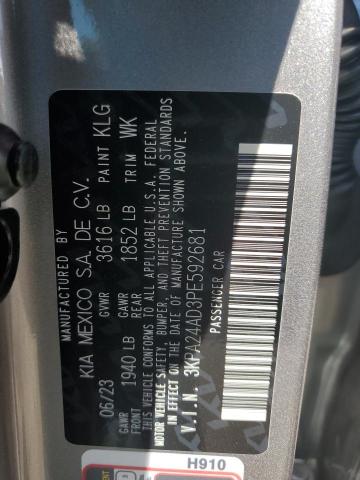 MANUFACTURED BY
KIA MEXICO S.A. DE C.V.
06/23 GVWR 3616 LB PAINT KLG
GAWR FRONT 1940 LB GAWR REAR 1852 LB TRIM WK
THIS VEHICLE CONFORMS TO ALL APPLICABLE U.S.A. FEDERAL
MOTOR VEHICLE SAFETY, BUMPER, AND THEFT PREVENTION STANDARDS
IN EFFECT ON THE DATE OF MANUFACTURE SHOWN ABOVE.
V.I.N. 3KPA24AD3PE592681
PASSENGER CAR
H910